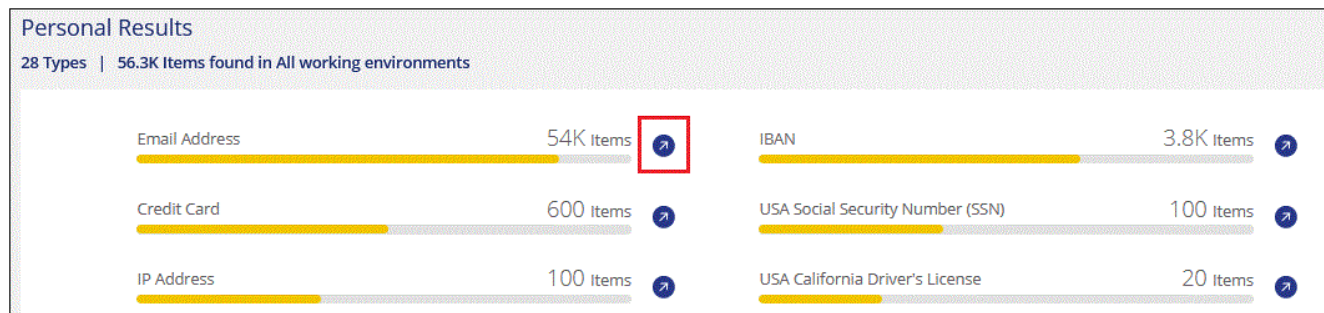 Personal Results
28 Types | 56.3K Items found in All working environments
Email Address 54K Items
IBAN 3.8K Items
Credit Card 600 Items
USA Social Security Number (SSN) 100 Items
IP Address 100 Items
USA California Driver's License 20 Items